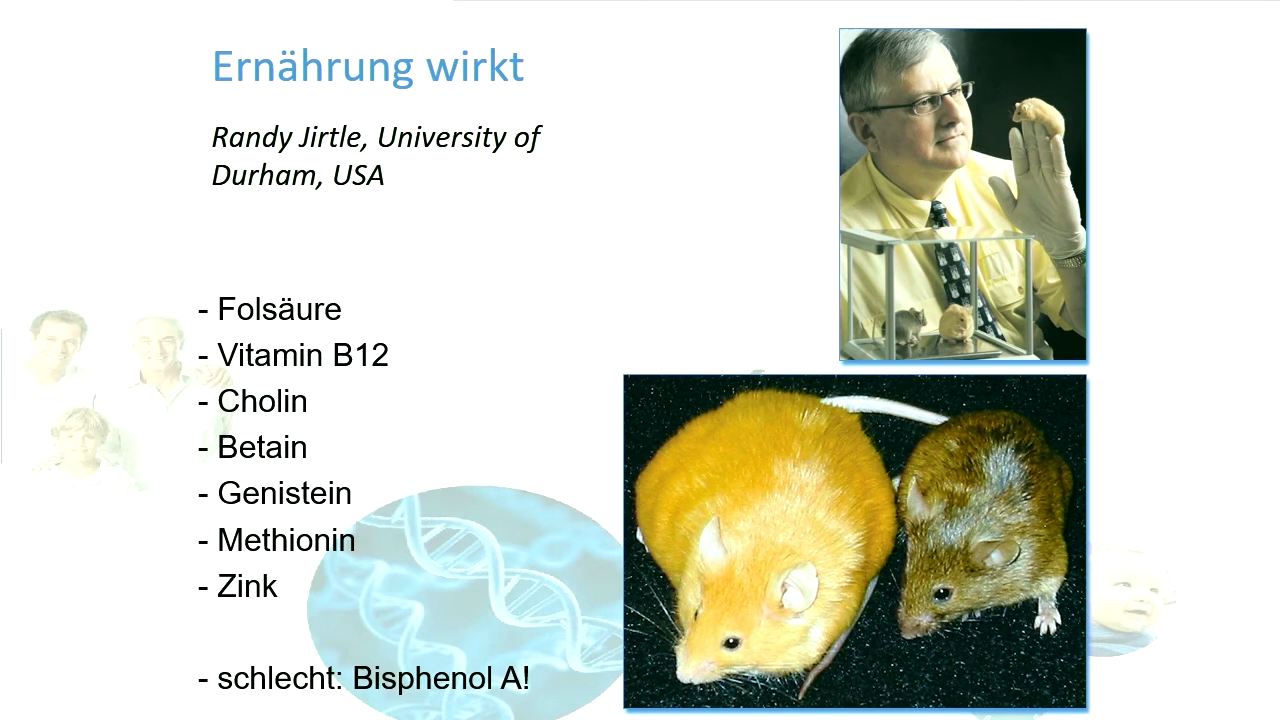 Ernährung wirkt
Randy Jirtle, University of
Durham, USA
- Folsäure
- Vitamin B12
- Cholin
- Betain
- Genistein
- Methionin
- Zink
- schlecht: Bisphenol A!